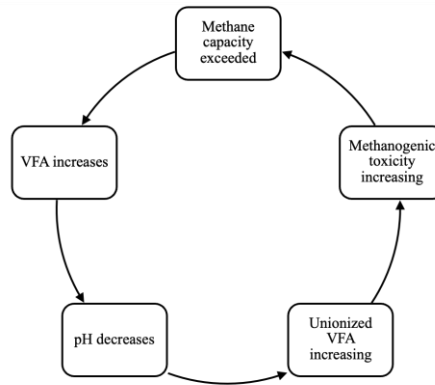 Methane
capacity
exceeded
VFA increases
pH decreases
Unionized
VFA
increasing
Methanogenic
toxicity
increasing